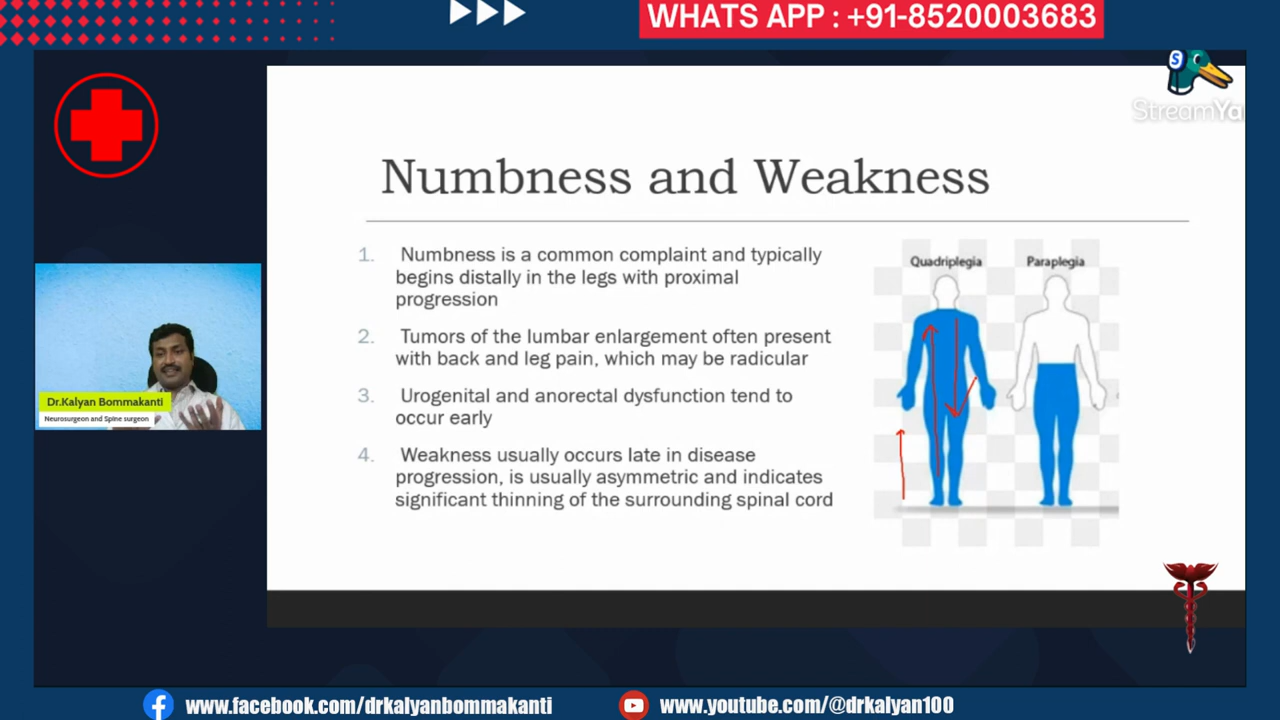 WHATS APP : +91-8520003683
StreamYa
Numbness and Weakness
1. Numbness is a common complaint and typically
begins distally in the legs with proximal
progression
2. Tumors of the lumbar enlargement often present
with back and leg pain, which may be radicular
3. Urogenital and anorectal dysfunction tend to
occur early
4. Weakness usually occurs late in disease
progression, is usually asymmetric and indicates
significant thinning of the surrounding spinal cord
Quadriplegia Paraplegia
Dr.Kalyan Bommakanti
Neurosurgeon and Spine surgeon
www.facebook.com/drkalyanbommakanti
www.youtube.com/@drkalyan100